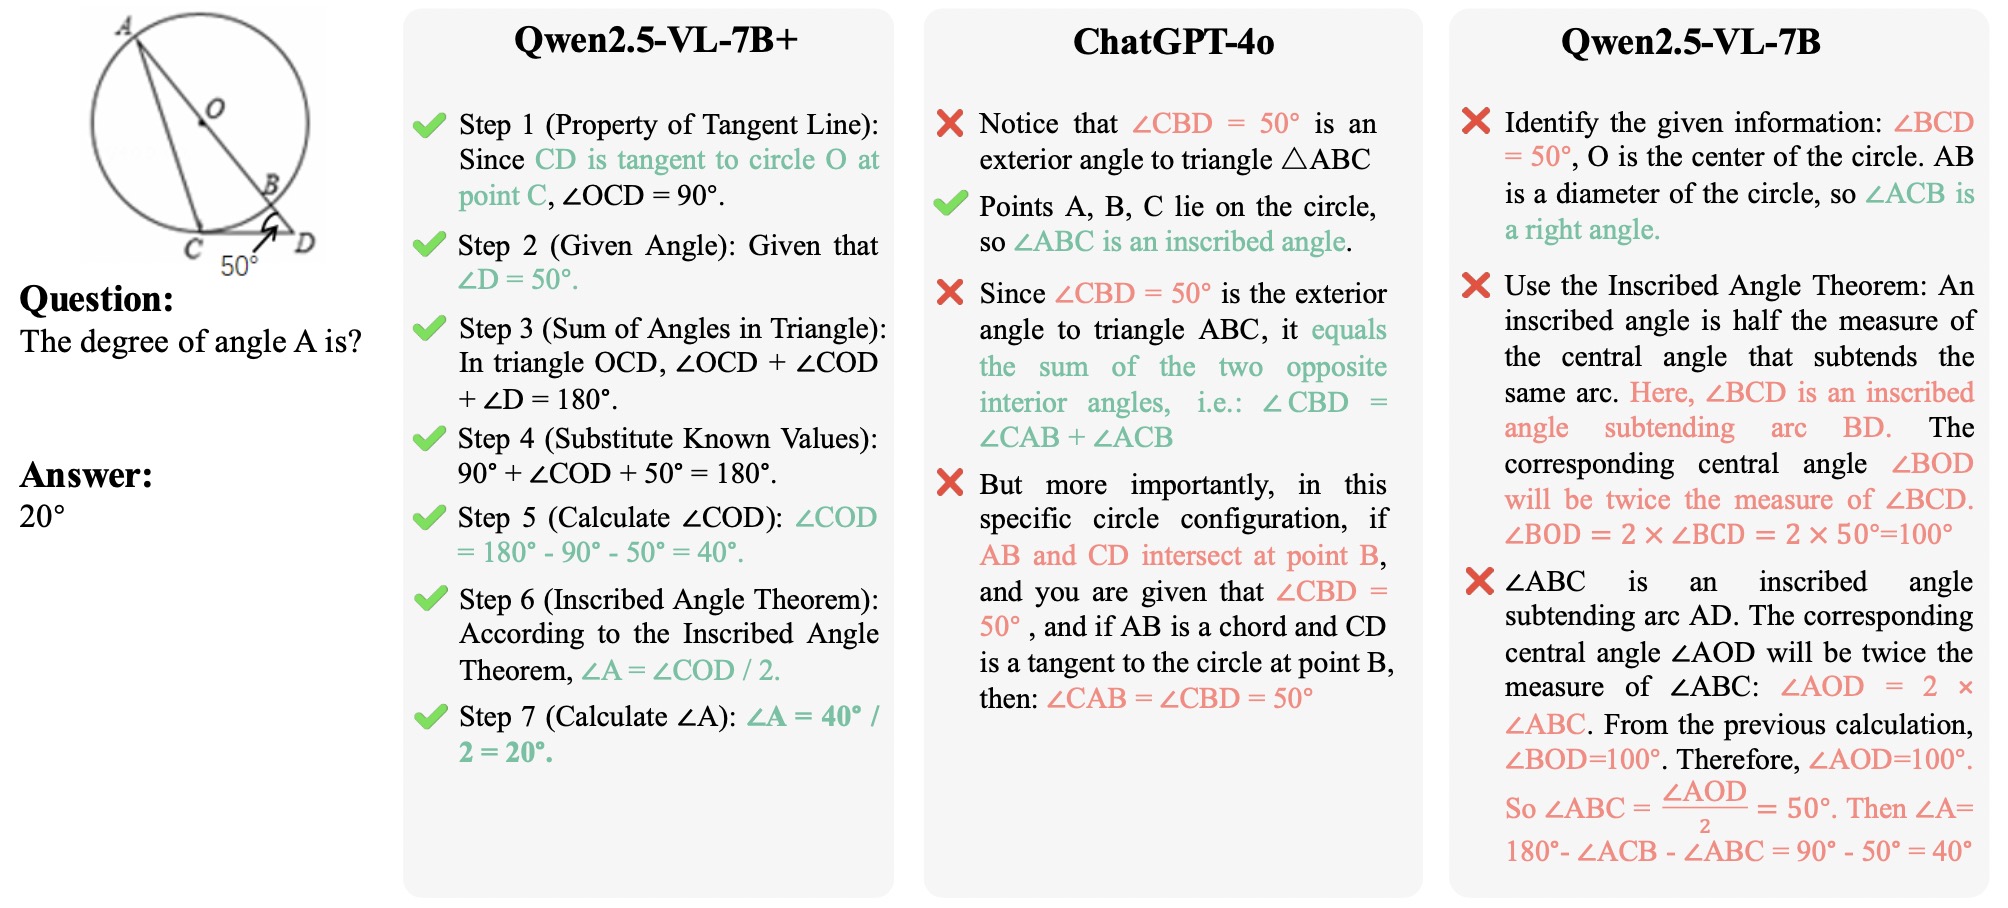 A
O
B
C
D
50°
Question:
The degree of angle A is?
Answer:
20°
Qwen2.5-VL-7B+
Step 1 (Property of Tangent Line):
Since CD is tangent to circle O at
point C, ∠OCD = 90°.
Step 2 (Given Angle): Given that
∠D = 50°.
Step 3 (Sum of Angles in Triangle):
In triangle OCD, ∠OCD + ∠COD
+ ∠D = 180°.
Step 4 (Substitute Known Values):
90° + ∠COD + 50° = 180°.
Step 5 (Calculate ∠COD): ∠COD
= 180° - 90° - 50° = 40°.
Step 6 (Inscribed Angle Theorem):
According to the Inscribed Angle
Theorem, ∠A = ∠COD / 2.
Step 7 (Calculate ∠A): ∠A = 40° /
2 = 20°.
ChatGPT-4o
Notice that ∠CBD = 50° is an
exterior angle to triangle △ABC
Points A, B, C lie on the circle,
so ∠ABC is an inscribed angle.
Since ∠CBD = 50° is the exterior
angle to triangle ABC, it equals
the sum of the two opposite
interior angles, i.e.: ∠CBD =
∠CAB + ∠ACB
But more importantly, in this
specific circle configuration, if
AB and CD intersect at point B,
and you are given that ∠CBD =
50° , and if AB is a chord and CD
is a tangent to the circle at point B,
then: ∠CAB = ∠CBD = 50°
Qwen2.5-VL-7B
Identify the given information: ∠BCD
= 50°, O is the center of the circle. AB
is a diameter of the circle, so ∠ACB is
a right angle.
Use the Inscribed Angle Theorem: An
inscribed angle is half the measure of
the central angle that subtends the
same arc. Here, ∠BCD is an inscribed
angle subtending arc BD. The
corresponding central angle ∠BOD
will be twice the measure of ∠BCD.
∠BOD = 2 × ∠BCD = 2 × 50°=100°
∠ABC is an inscribed angle
subtending arc AD. The corresponding
central angle ∠AOD will be twice the
measure of ∠ABC: ∠AOD = 2 ×
∠ABC. From the previous calculation,
∠BOD=100°. Therefore, ∠AOD=100°.
So ∠ABC = ∠AOD/2 = 50°. Then ∠A=
180°- ∠ACB - ∠ABC = 90° - 50° = 40°